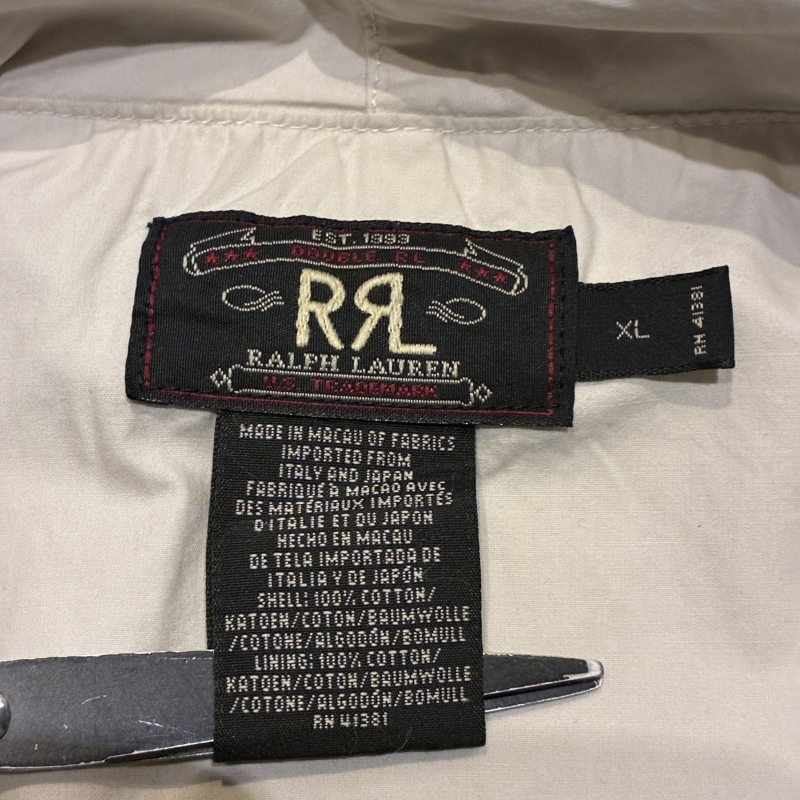 EST. 1993
DOUBLE RL
RRL
RALPH LAUREN
U.S. TRADEMARK
XL
RN 41381
MADE IN MACAU OF FABRICS
IMPORTED FROM
ITALY AND JAPAN
FABRIQUÉ À MACAO AVEC
DES MATÉRIAUX IMPORTÉS
D'ITALIE ET DU JAPON
HECHO EN MACAU
DE TELA IMPORTADA DE
ITALIA Y DE JAPÓN
SHELL: 100% COTTON/
KATOEN/COTON/BAUMWOLLE
/COTONE/ALGODÓN/BOMULL
LINING: 100% COTTON/
KATOEN/COTON/BAUMWOLLE
/COTONE/ALGODÓN/BOMULL
RN 41381